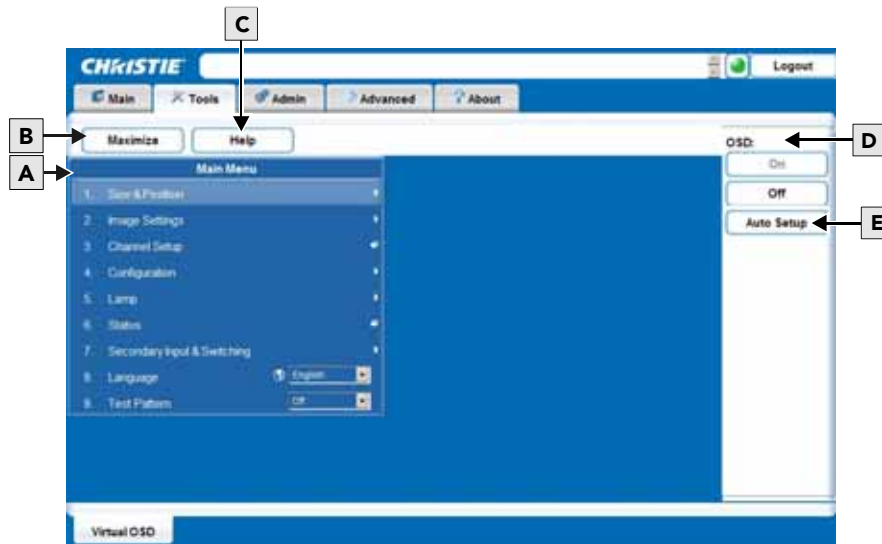 C
CHRISTIE
Logout
Main Tools Admin Advanced ? About
B
Maximize Help
OSD:
D
A
Main Menu
On
1. Size & Position
Off
2. Image Settings
Auto Setup
E
3. Channel Setup
4. Configuration
5. Lamp
6. Status
7. Secondary Input & Switching
8. Language English
9. Test Pattern Off
Virtual OSD